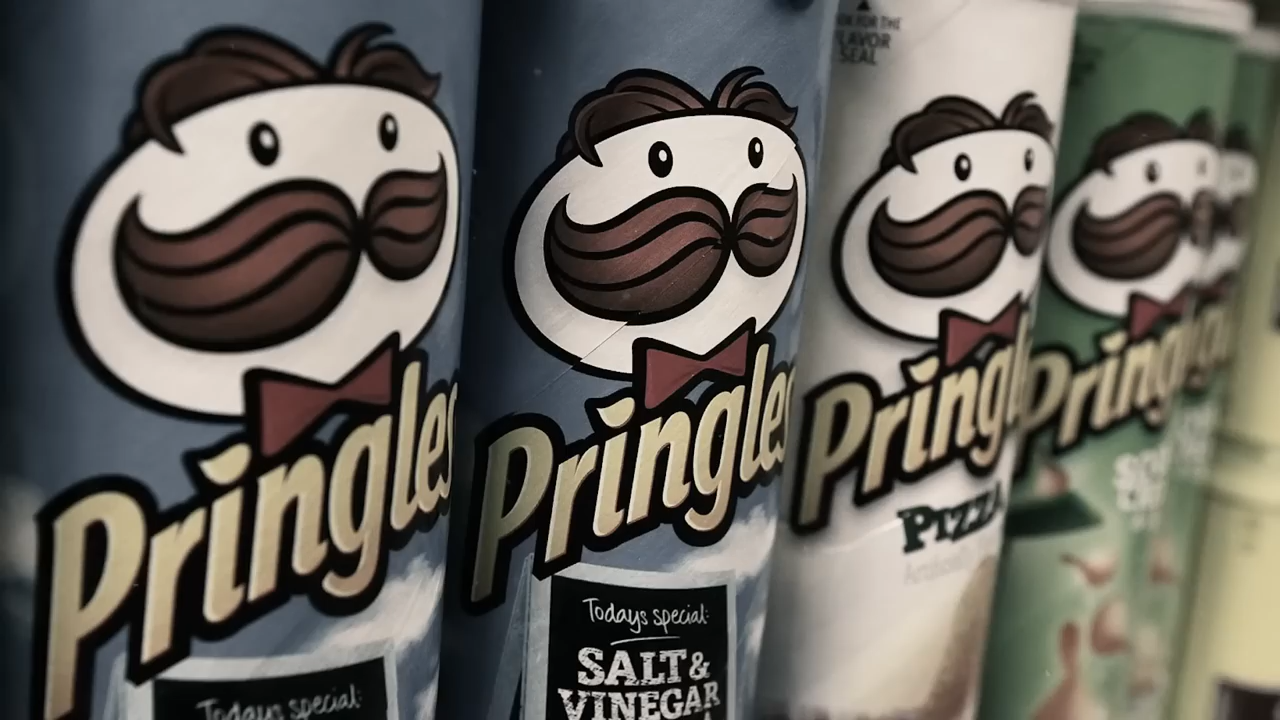 Pringles
Todays special:
Pringles
Todays special:
SALT &
VINEGAR
FOR THE
FLAVOR
SEAL
Pringles
PIZZA
Pringles